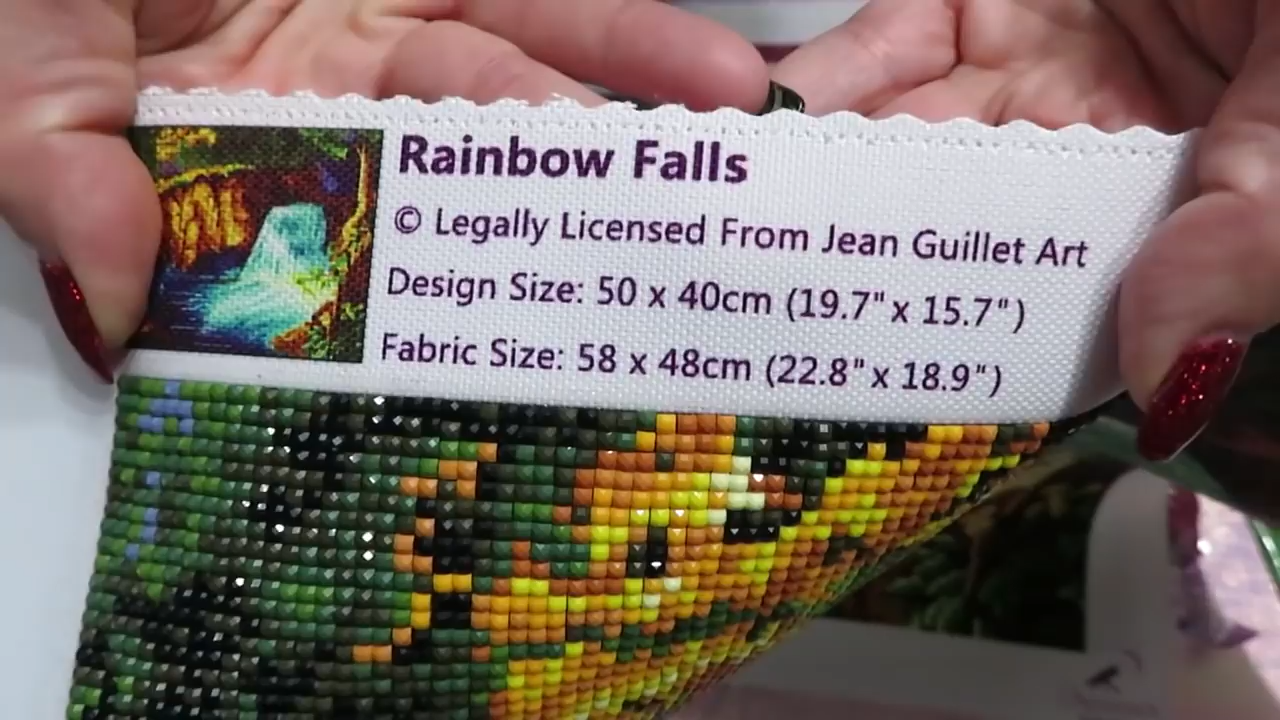 Rainbow Falls
© Legally Licensed From Jean Guillet Art
Design Size: 50 x 40cm (19.7" x 15.7")
Fabric Size: 58 x 48cm (22.8" x 18.9")